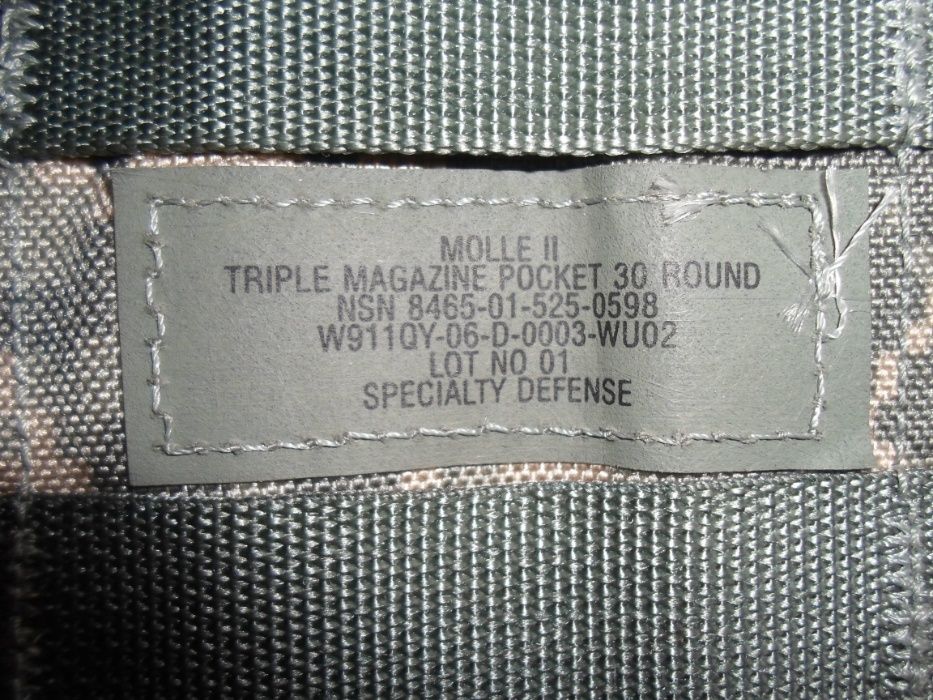 MOLLE II
TRIPLE MAGAZINE POCKET 30 ROUND
NSN 8465-01-525-0598
W911QY-06-D-0003-WU02
LOT NO 01
SPECIALTY DEFENSE